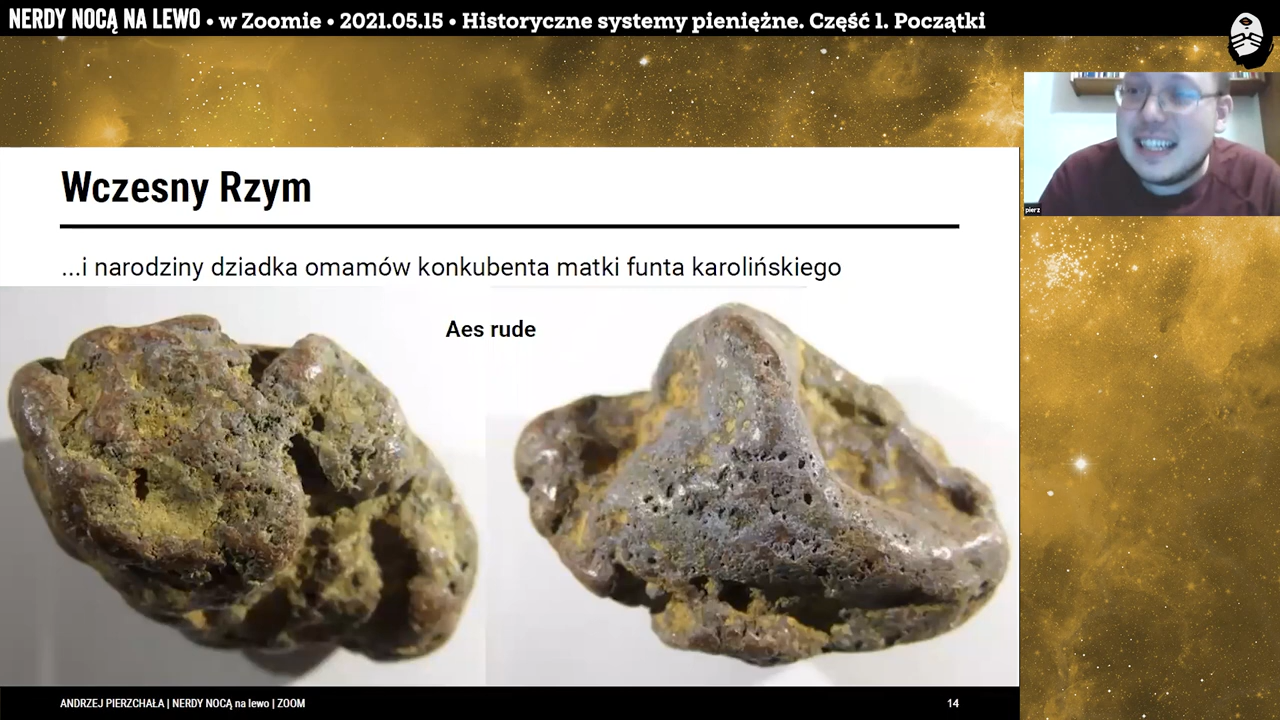 NERDY NOCĄ NA LEWO • w Zoomie • 2021.05.15 • Historyczne systemy pieniężne. Część 1. Początki
pierz
Wczesny Rzym
...i narodziny dziadka omamów konkubenta matki funta karolińskiego
Aes rude
ANDRZEJ PIERZCHAŁA | NERDY NOCĄ na lewo | ZOOM
14